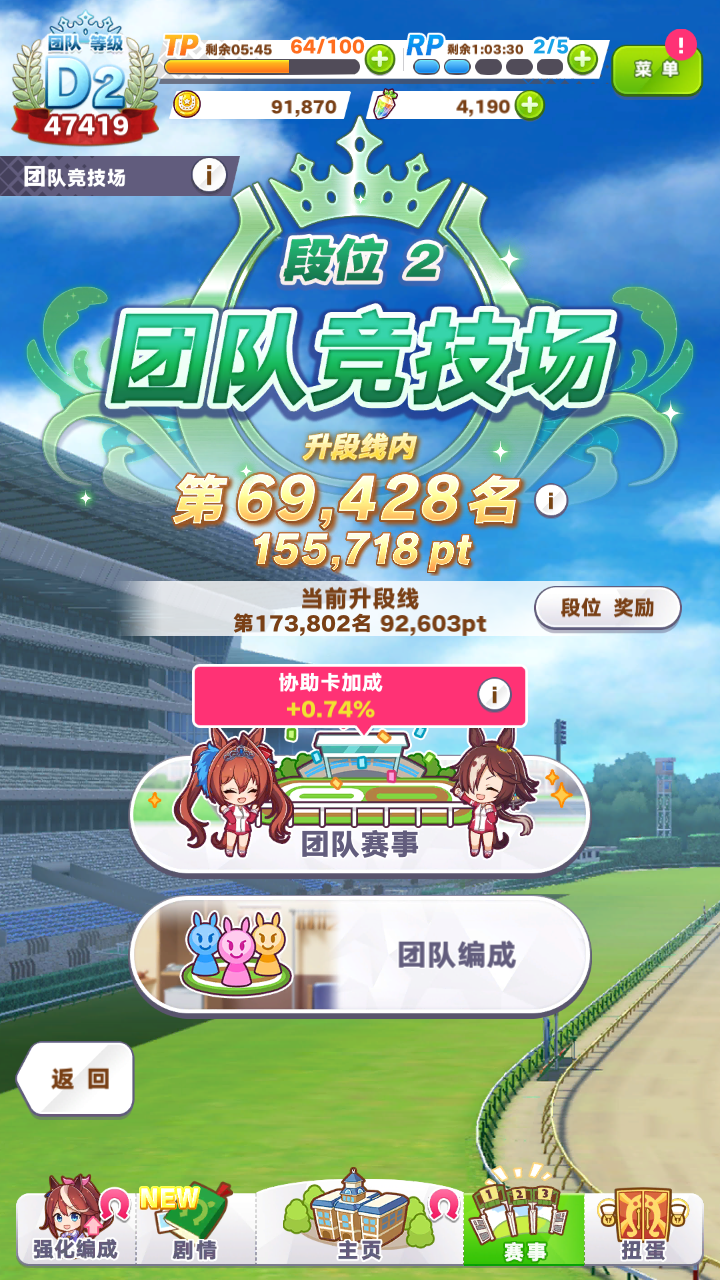 团队 等级
D2
47419
TP 剩余05:45 64/100
RP 剩余1:03:30 2/5
菜单
91,870
4,190
团队竞技场
段位 2
团队竞技场
升段线内
第69,428名
155,718 pt
当前升段线
第173,802名 92,603pt
段位 奖励
协助卡加成
+0.74%
团队赛事
团队编成
返回
NEW
1 2 3
强化编成
剧情
主页
赛事
扭蛋